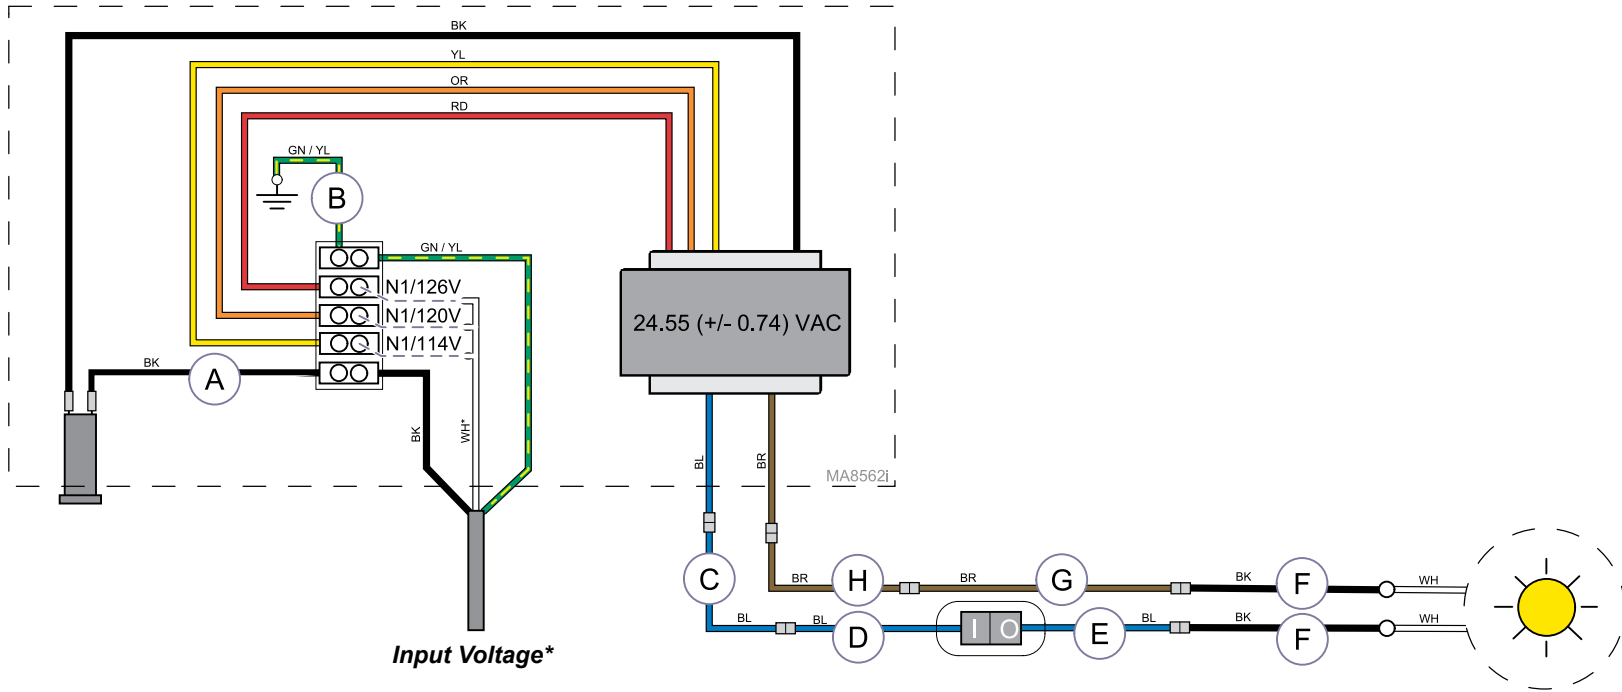 BK
YL
OR
RD
GN / YL
B
GN / YL
N1/126V
N1/120V
N1/114V
24.55 (+/- 0.74) VAC
BK
A
BK
WH*
BL
BR
MA8562i
C
BR
H
BR
G
BK
F
WH
BL
BL
D
I
O
E
BL
BK
F
WH
Input Voltage*